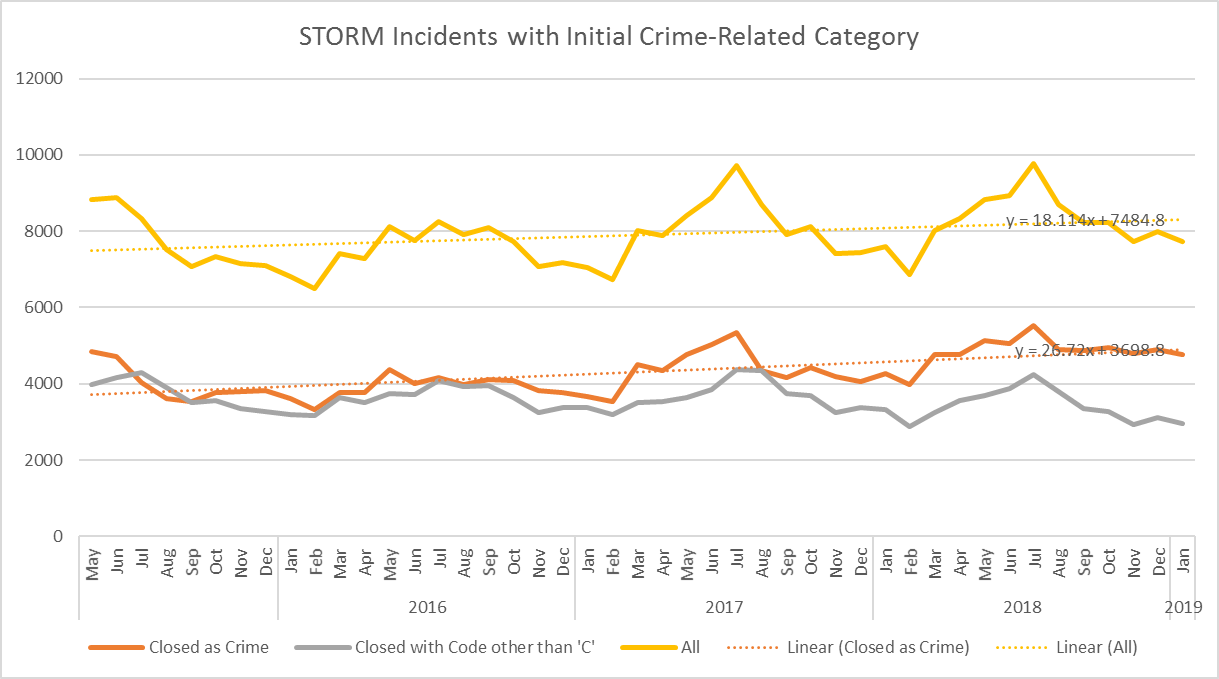 STORM Incidents with Initial Crime-Related Category
12000
10000
8000
6000
4000
2000
0
y = 18.114x + 7484.8
y = 26.72x + 3698.8
May Jun Jul Aug Sep Oct Nov Dec Jan Feb Mar Apr May Jun Jul Aug Sep Oct Nov Dec Jan Feb Mar Apr May Jun Jul Aug Sep Oct Nov Dec Jan Feb Mar Apr May Jun Jul Aug Sep Oct Nov Dec Jan
2016 2017 2018 2019
Closed as Crime Closed with Code other than 'C' All Linear (Closed as Crime) Linear (All)